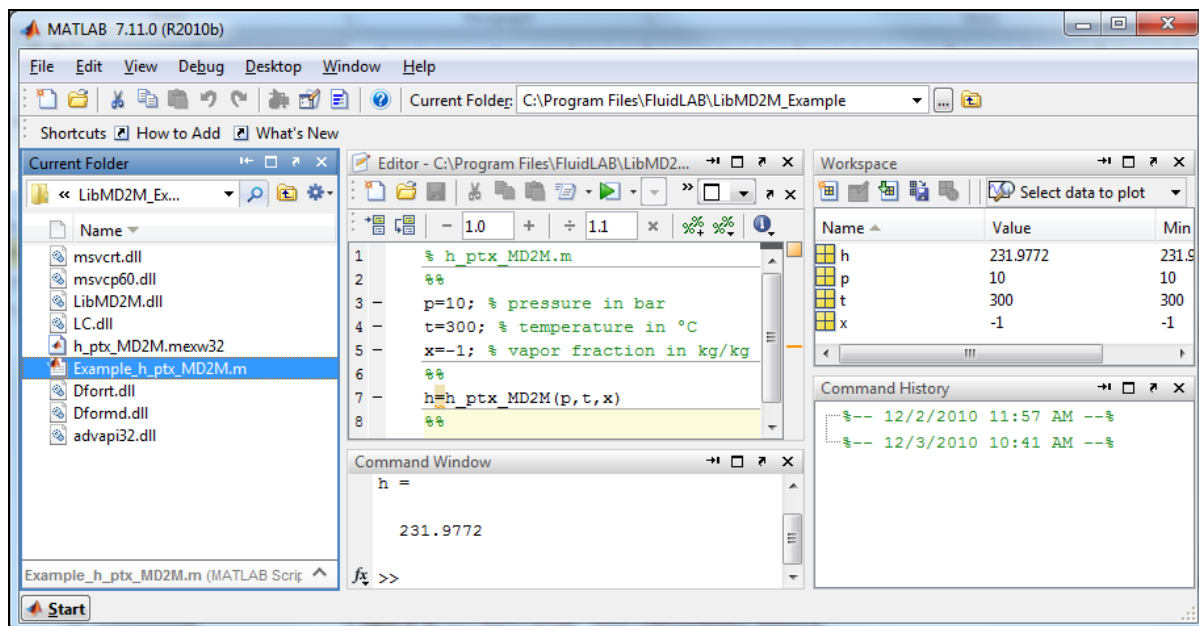 MATLAB 7.11.0 (R2010b)
File Edit View Debug Desktop Window Help
Current Folder: C:\Program Files\FluidLAB\LibMD2M_Example
Shortcuts How to Add What's New
Current Folder
« LibMD2M_Ex...
Name
msvcrt.dll
msvcp60.dll
LibMD2M.dll
LC.dll
h_ptx_MD2M.mexw32
Example_h_ptx_MD2M.m
Dforrt.dll
Dformd.dll
advapi32.dll
Example_h_ptx_MD2M.m (MATLAB Scrip
Editor - C:\Program Files\FluidLAB\LibMD2...
»
− 1.0 + ÷ 1.1 ×
1 % h_ptx_MD2M.m
2 %%
3 − p=10; % pressure in bar
4 − t=300; % temperature in °C
5 − x=-1; % vapor fraction in kg/kg
6 %%
7 − h=h_ptx_MD2M(p,t,x)
8 %%
Command Window
h =
231.9772
fx >>
Workspace
Select data to plot
Name Value Min
h 231.9772 231.9
p 10 10
t 300 300
x -1 -1
Command History
%-- 12/2/2010 11:57 AM --%
%-- 12/3/2010 10:41 AM --%
Start